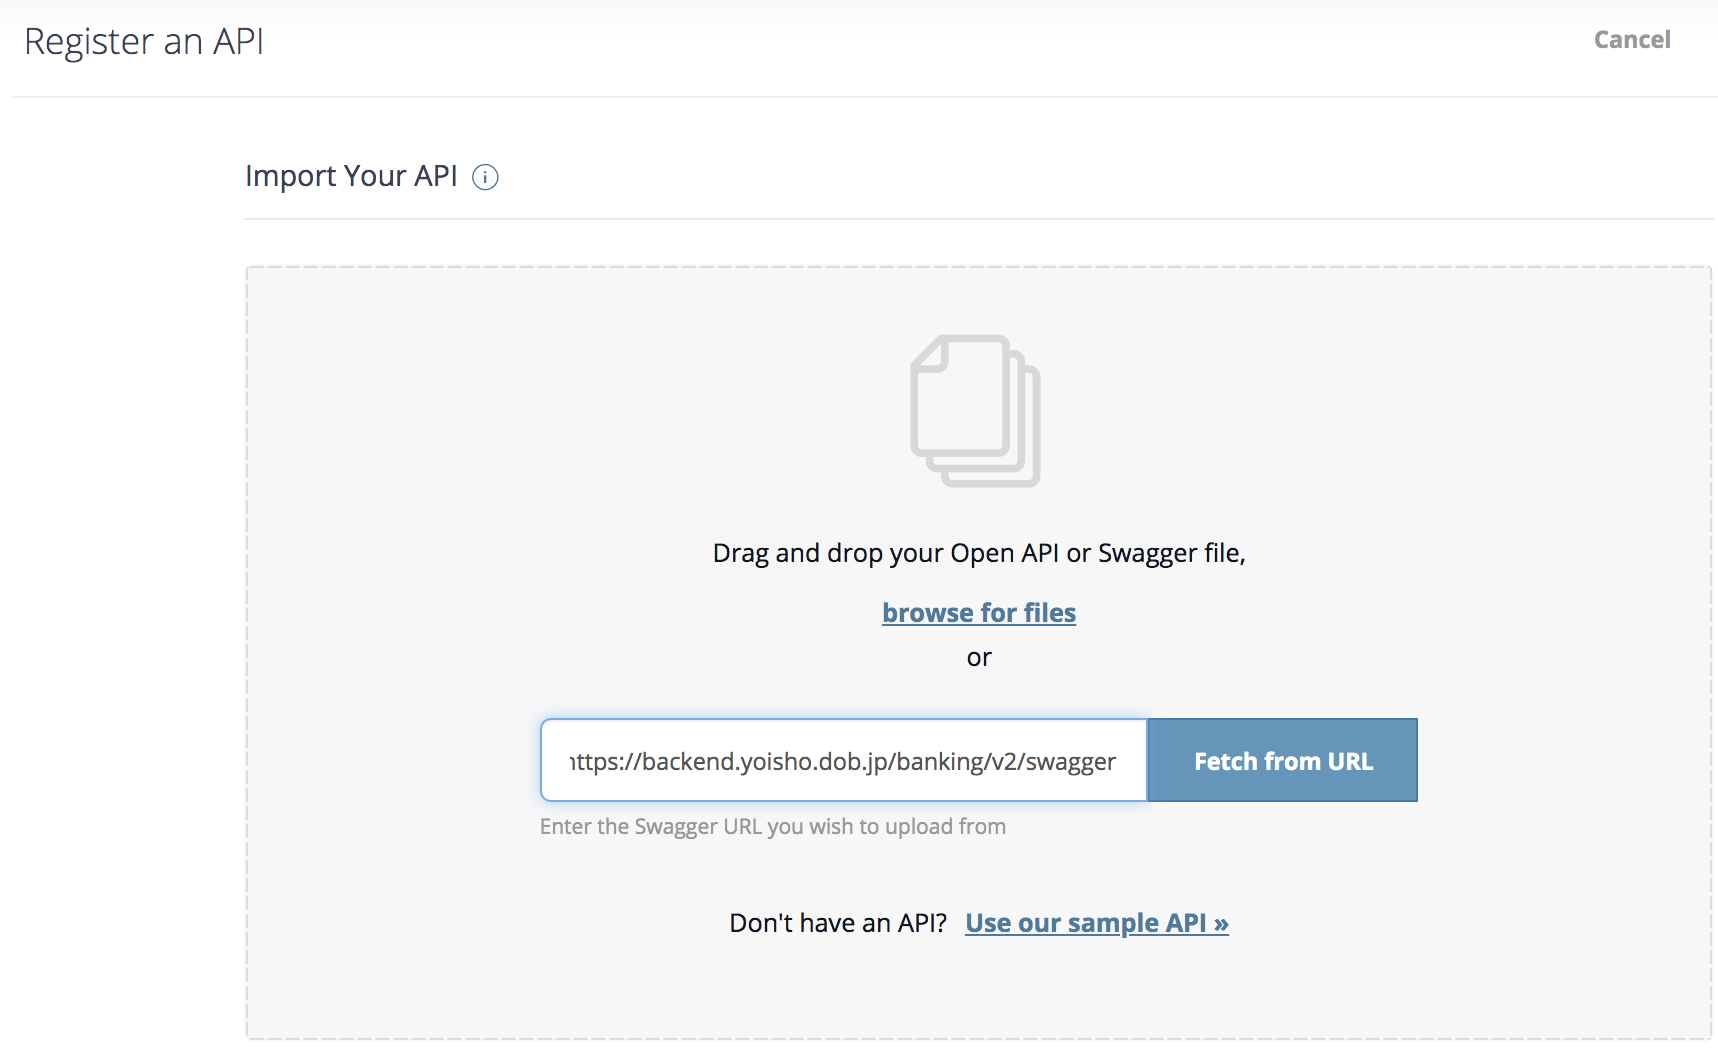 Register an API
Cancel
Import Your API
Drag and drop your Open API or Swagger file,
browse for files
or
https://backend.yoisho.dob.jp/banking/v2/swagger
Fetch from URL
Enter the Swagger URL you wish to upload from
Don't have an API? Use our sample API »